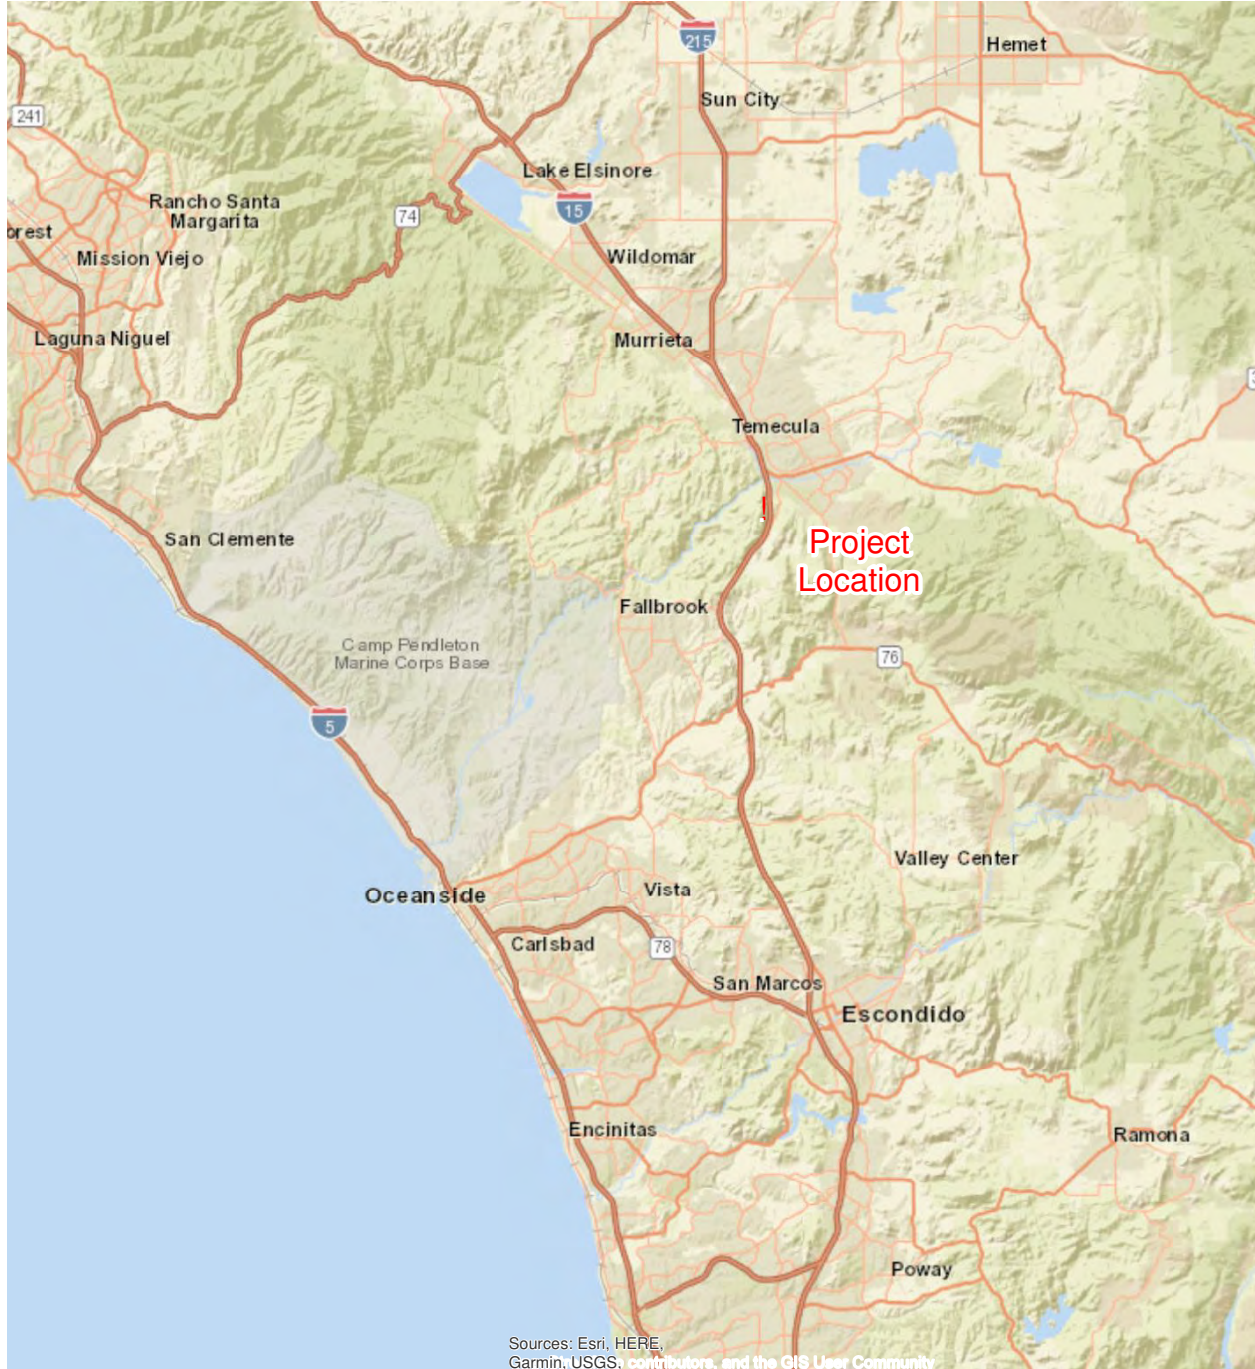 215
Hemet
Sun City
241
Lake Elsinore
Rancho Santa
Margarita
15
74
orest
Mission Viejo
Wildomar
Laguna Niguel
Murrieta
Temecula
!
San Clemente
Project
Location
Fallbrook
Camp Pendleton
Marine Corps Base
76
5
Valley Center
Oceanside
Vista
Carlsbad
78
San Marcos
Escondido
Encinitas
Ramona
Poway
Sources: Esri, HERE,
Garmin, USGS, contributors, and the GIS User Community